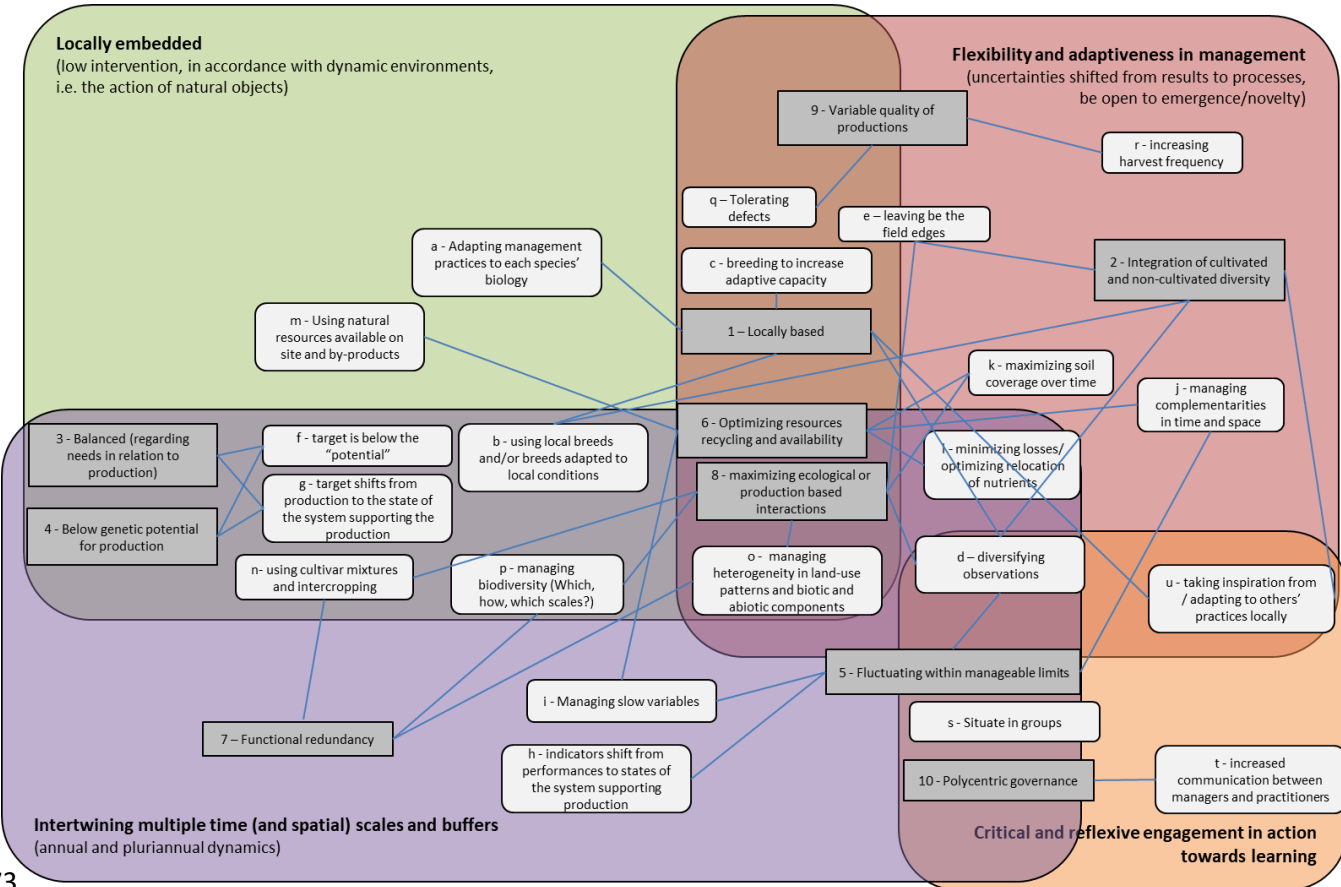 Locally embedded
(low intervention, in accordance with dynamic environments,
i.e. the action of natural objects)
Flexibility and adaptiveness in management
(uncertainties shifted from results to processes,
be open to emergence/novelty)
9 - Variable quality of
productions
r - increasing
harvest frequency
q – Tolerating
defects
e – leaving be the
field edges
a - Adapting management
practices to each species'
biology
c - breeding to increase
adaptive capacity
2 - Integration of cultivated
and non-cultivated diversity
m - Using natural
resources available on
site and by-products
1 – Locally based
k - maximizing soil
coverage over time
j - managing
complementarities
in time and space
3 - Balanced (regarding
needs in relation to
production)
f - target is below the
“potential”
b - using local breeds
and/or breeds adapted to
local conditions
6 - Optimizing resources
recycling and availability
l - minimizing losses/
optimizing relocation
of nutrients
g - target shifts from
production to the state of
the system supporting the
production
8 - maximizing ecological or
production based
interactions
4 - Below genetic potential
for production
n- using cultivar mixtures
and intercropping
p - managing
biodiversity (Which,
how, which scales?)
o - managing
heterogeneity in land-use
patterns and biotic and
abiotic components
d – diversifying
observations
u - taking inspiration from
/ adapting to others'
practices locally
5 - Fluctuating within manageable limits
i - Managing slow variables
s - Situate in groups
7 – Functional redundancy
h - indicators shift from
performances to states of
the system supporting
production
10 - Polycentric governance
t - increased
communication between
managers and practitioners
Intertwining multiple time (and spatial) scales and buffers
(annual and pluriannual dynamics)
Critical and reflexive engagement in action
towards learning